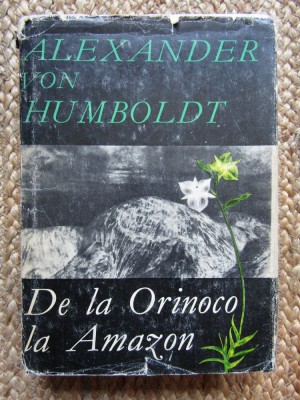 ALEXANDER
VON
HUMBOLDT
De la Orinoco
la Amazon